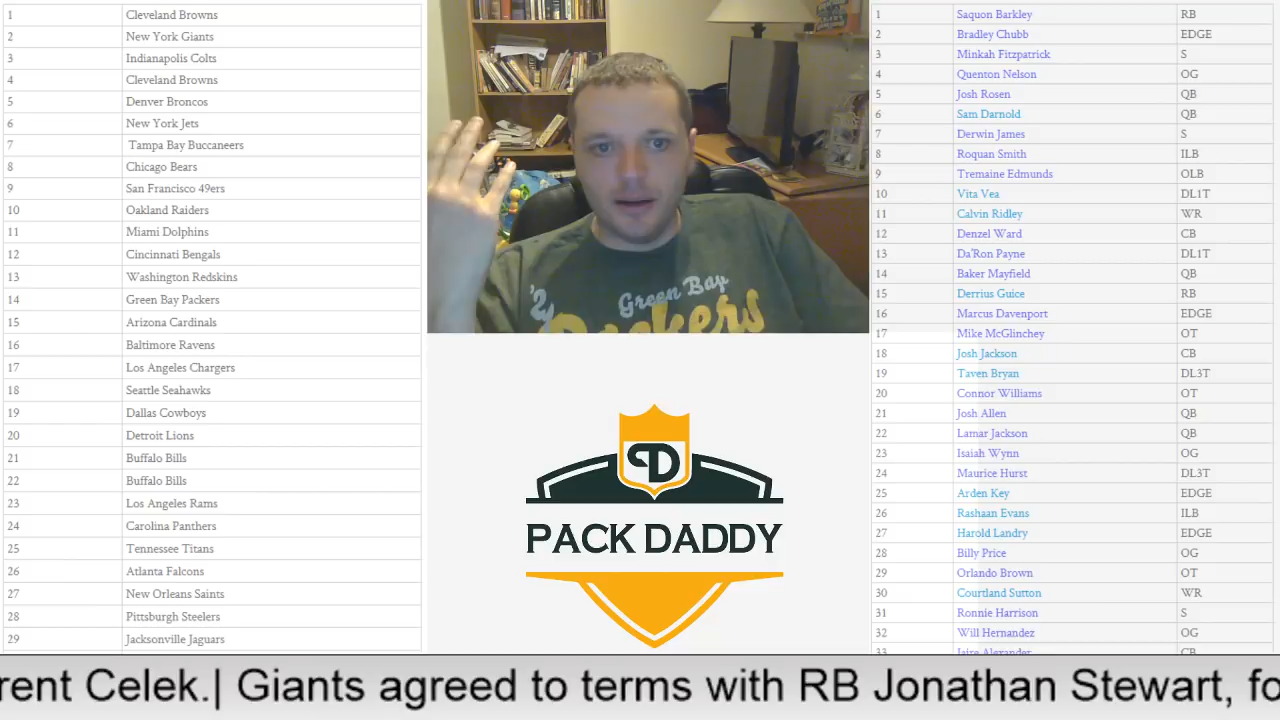 1 Cleveland Browns
2 New York Giants
3 Indianapolis Colts
4 Cleveland Browns
5 Denver Broncos
6 New York Jets
7 Tampa Bay Buccaneers
8 Chicago Bears
9 San Francisco 49ers
10 Oakland Raiders
11 Miami Dolphins
12 Cincinnati Bengals
13 Washington Redskins
14 Green Bay Packers
15 Arizona Cardinals
16 Baltimore Ravens
17 Los Angeles Chargers
18 Seattle Seahawks
19 Dallas Cowboys
20 Detroit Lions
21 Buffalo Bills
22 Buffalo Bills
23 Los Angeles Rams
24 Carolina Panthers
25 Tennessee Titans
26 Atlanta Falcons
27 New Orleans Saints
28 Pittsburgh Steelers
29 Jacksonville Jaguars
Green Bay
Packers
PD
PACK DADDY
1 Saquon Barkley RB
2 Bradley Chubb EDGE
3 Minkah Fitzpatrick S
4 Quenton Nelson OG
5 Josh Rosen QB
6 Sam Darnold QB
7 Derwin James S
8 Roquan Smith ILB
9 Tremaine Edmunds OLB
10 Vita Vea DL1T
11 Calvin Ridley WR
12 Denzel Ward CB
13 Da'Ron Payne DL1T
14 Baker Mayfield QB
15 Derrius Guice RB
16 Marcus Davenport EDGE
17 Mike McGlinchey OT
18 Josh Jackson CB
19 Taven Bryan DL3T
20 Connor Williams OT
21 Josh Allen QB
22 Lamar Jackson QB
23 Isaiah Wynn OG
24 Maurice Hurst DL3T
25 Arden Key EDGE
26 Rashaan Evans ILB
27 Harold Landry EDGE
28 Billy Price OG
29 Orlando Brown OT
30 Courtland Sutton WR
31 Ronnie Harrison S
32 Will Hernandez OG
33 Jaire Alexander CB
rent Celek.| Giants agreed to terms with RB Jonathan Stewart, fo